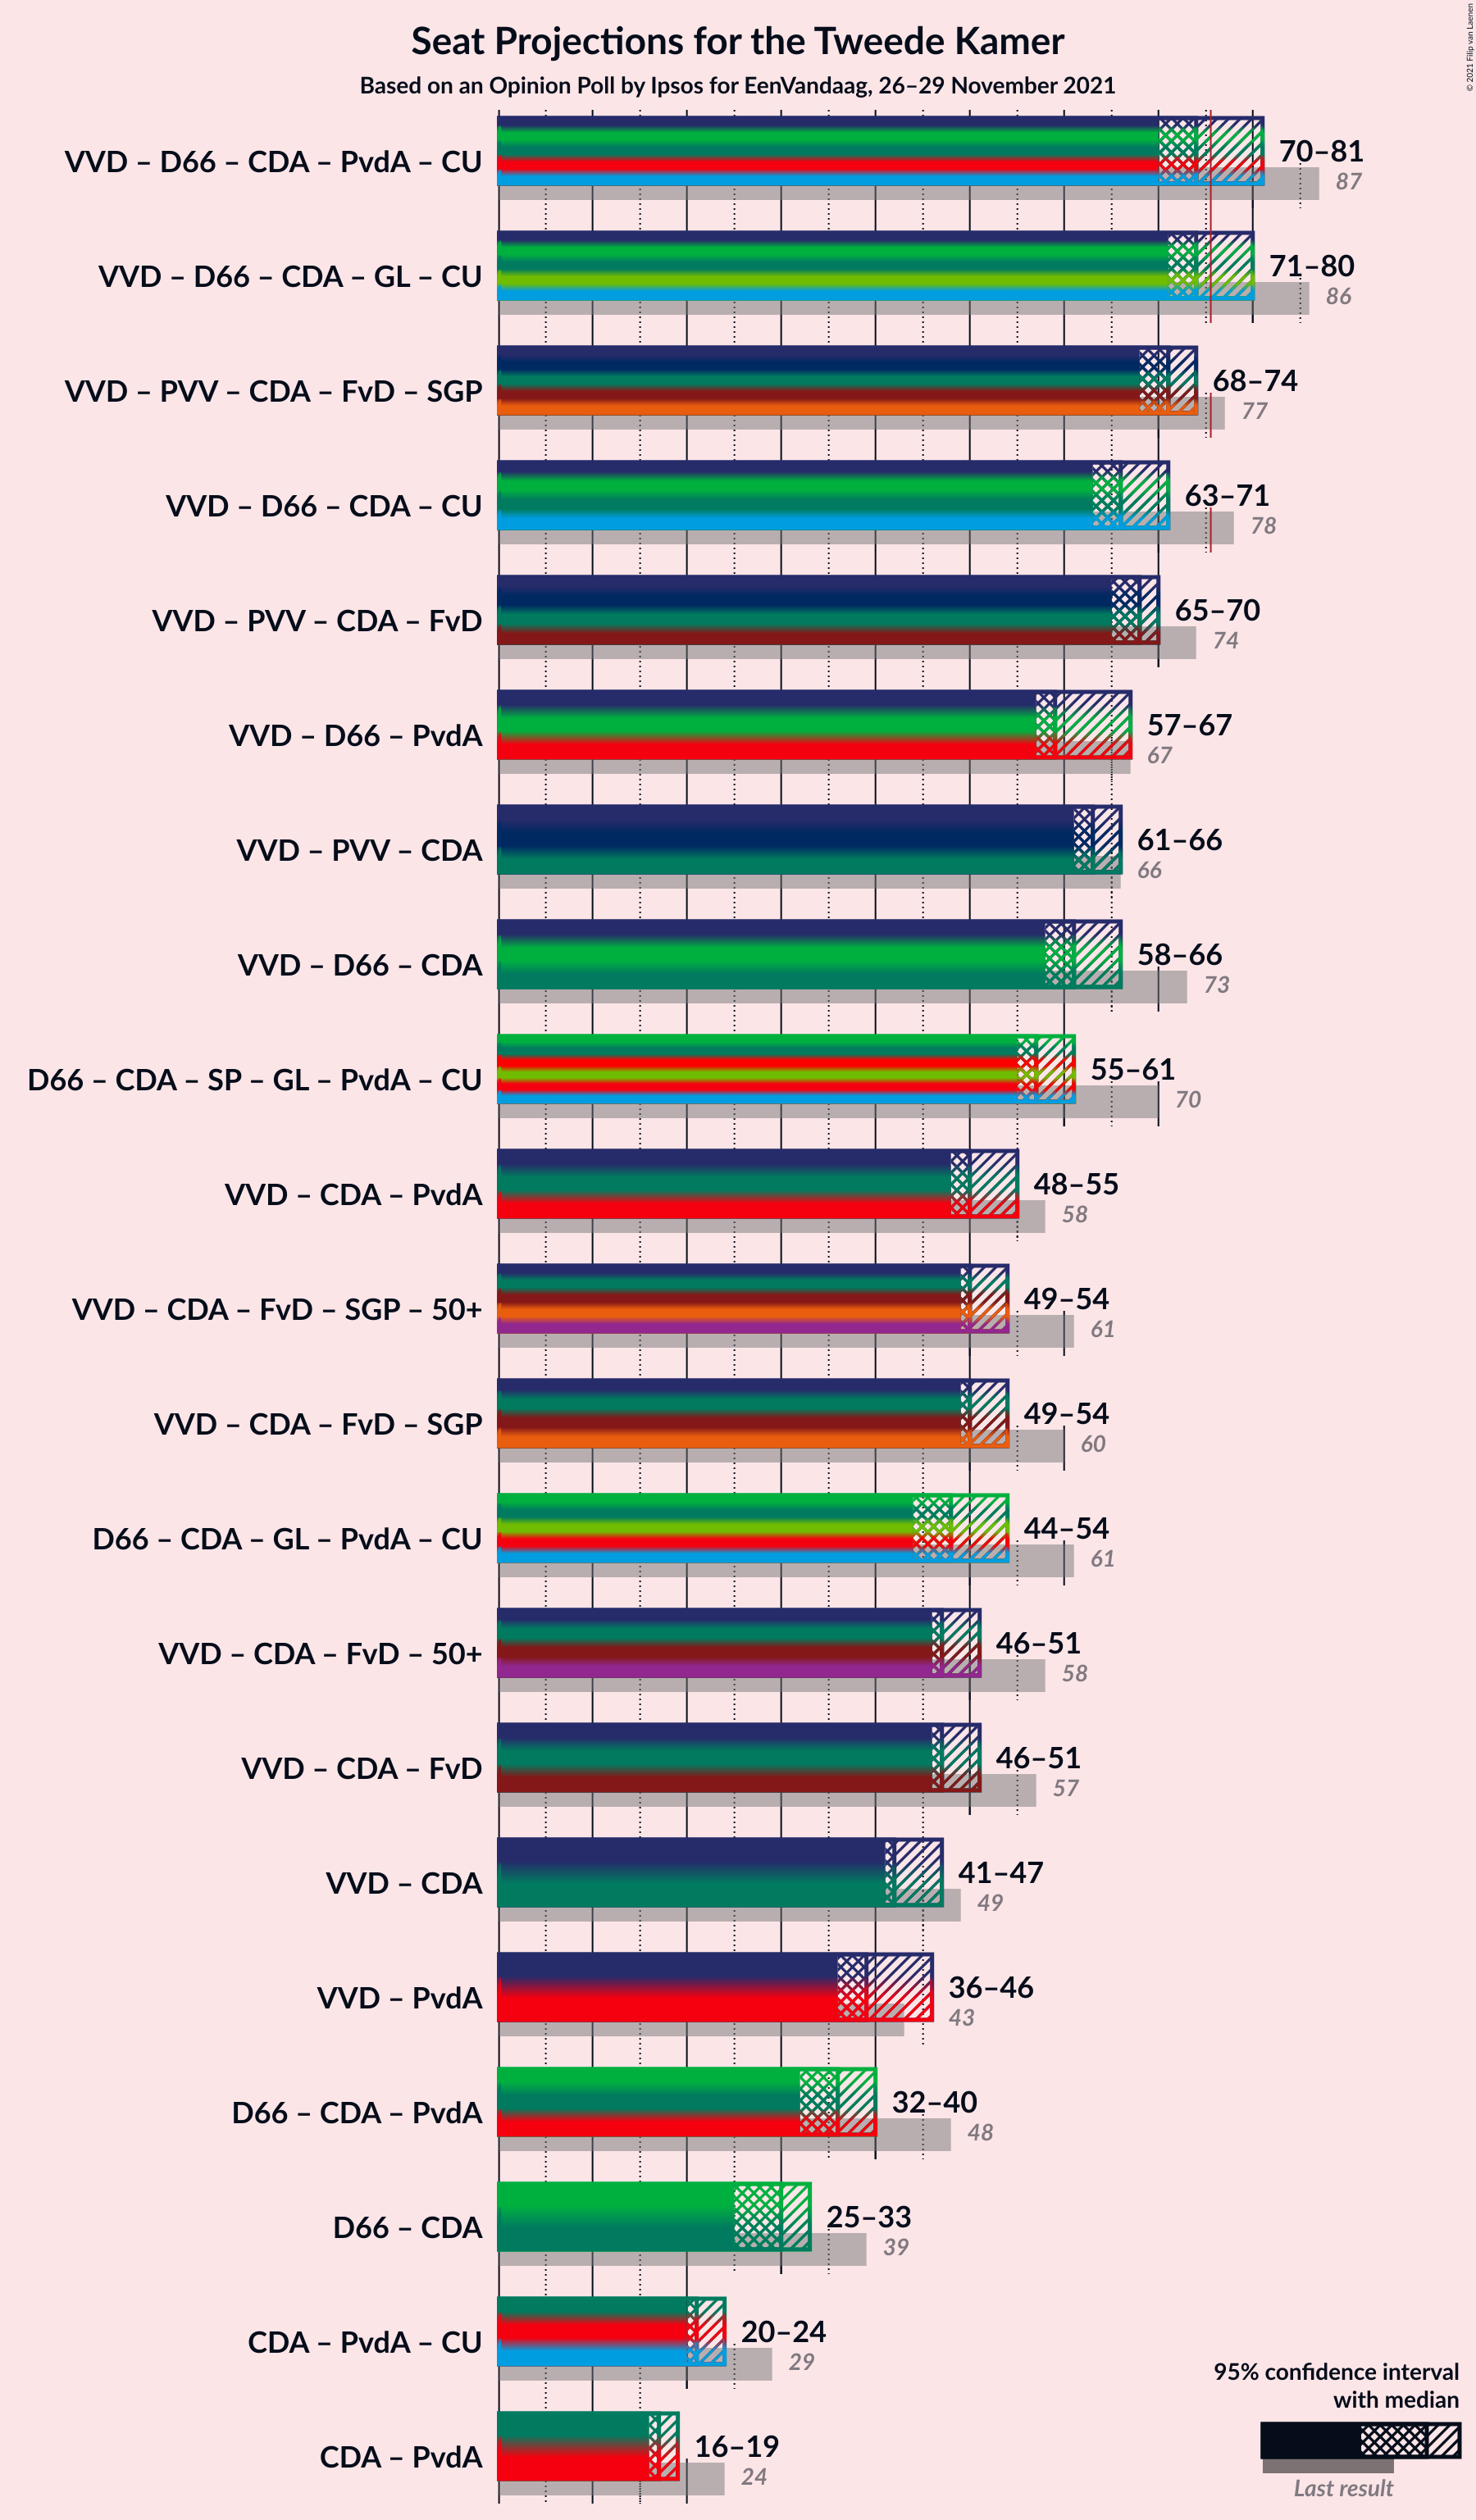 Seat Projections for the Tweede Kamer
Based on an Opinion Poll by Ipsos for EenVandaag, 26–29 November 2021
© 2021 Filip van Laenen
VVD – D66 – CDA – PvdA – CU
70–81
87
VVD – D66 – CDA – GL – CU
71–80
86
VVD – PVV – CDA – FvD – SGP
68–74
77
VVD – D66 – CDA – CU
63–71
78
VVD – PVV – CDA – FvD
65–70
74
VVD – D66 – PvdA
57–67
67
VVD – PVV – CDA
61–66
66
VVD – D66 – CDA
58–66
73
D66 – CDA – SP – GL – PvdA – CU
55–61
70
VVD – CDA – PvdA
48–55
58
VVD – CDA – FvD – SGP – 50+
49–54
61
VVD – CDA – FvD – SGP
49–54
60
D66 – CDA – GL – PvdA – CU
44–54
61
VVD – CDA – FvD – 50+
46–51
58
VVD – CDA – FvD
46–51
57
VVD – CDA
41–47
49
VVD – PvdA
36–46
43
D66 – CDA – PvdA
32–40
48
D66 – CDA
25–33
39
CDA – PvdA – CU
20–24
29
CDA – PvdA
16–19
24
95% confidence interval
with median
Last result